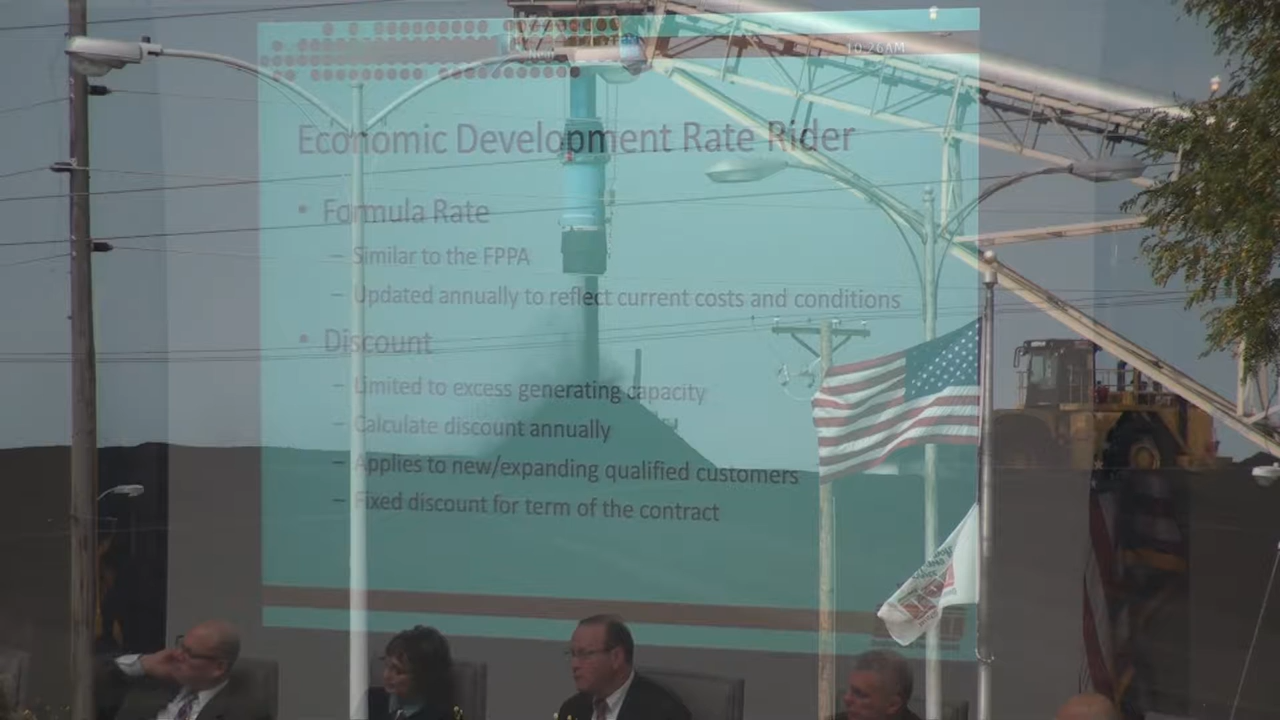 10:26AM
Economic Development Rate Rider
• Formula Rate
– Similar to the FPPA
– Updated annually to reflect current costs and conditions
• Discount
– Limited to excess generating capacity
– Calculate discount annually
– Applies to new/expanding qualified customers
– Fixed discount for term of the contract